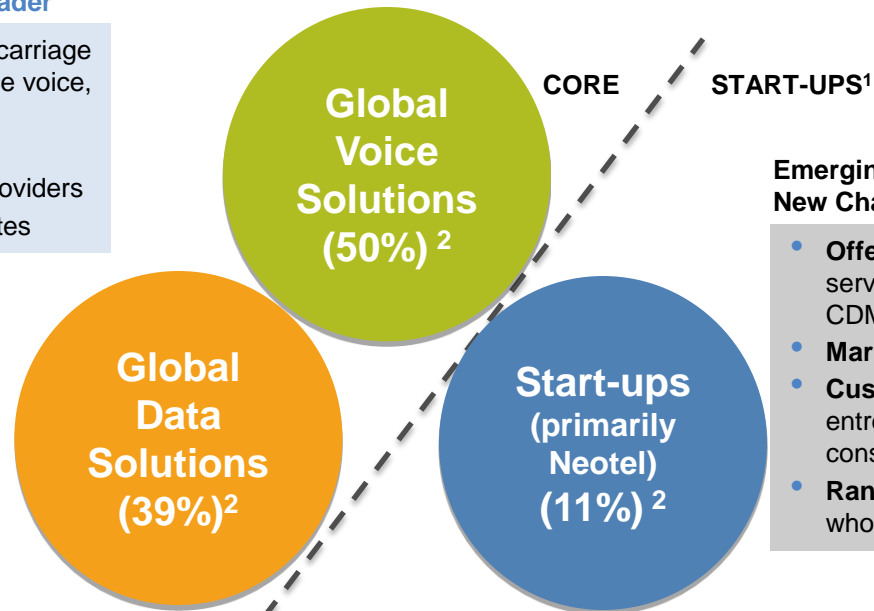 ader
carriage
e voice,
oviders
tes
CORE
START-UPS¹
Global
Voice
Solutions
(50%) ²
Global
Data
Solutions
(39%)²
Start-ups
(primarily
Neotel)
(11%) ²
Emergin
New Cha
• Offe
serv
CDM
• Mar
• Cus
entre
cons
• Ran
who